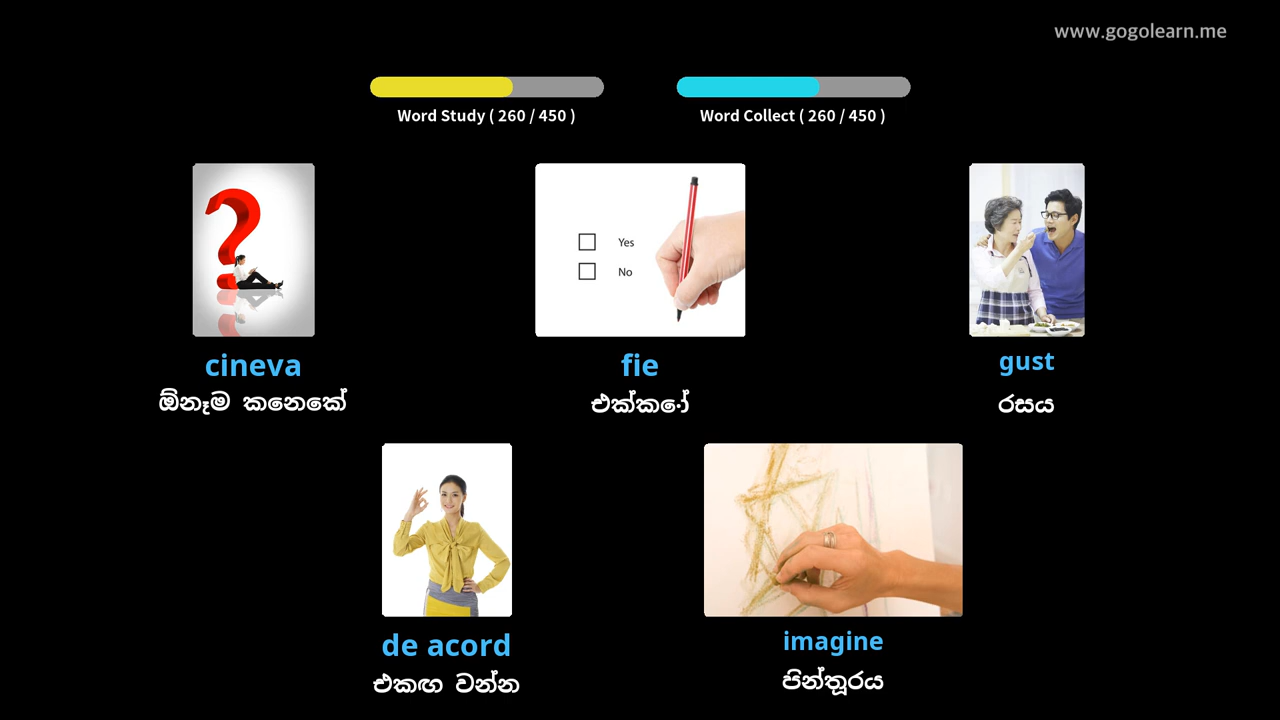 www.gogolearn.me
Word Study ( 260 / 450 )
Word Collect ( 260 / 450 )
Yes
No
cineva
fie
gust
ඕනෑම කනෙකේ
එක්කෝ
රසය
de acord
imagine
එකඟ වන්න
පින්තූරය